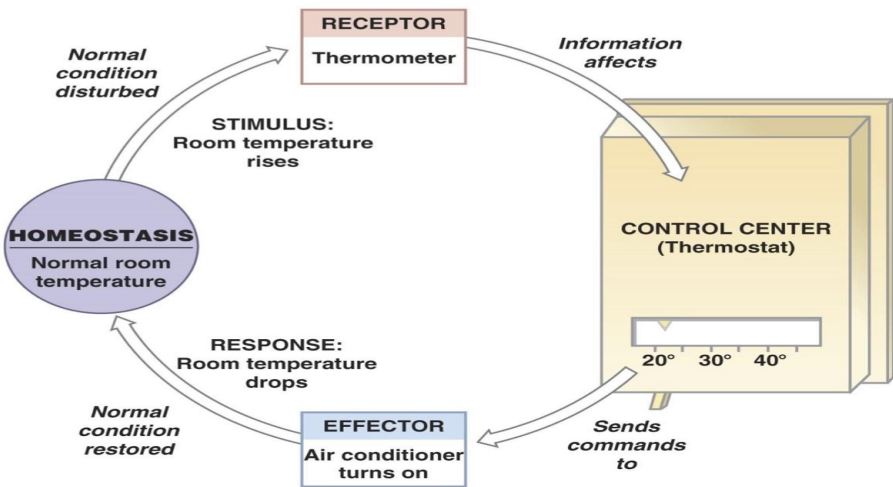 RECEPTOR
Thermometer
Normal
condition
disturbed
Information
affects
STIMULUS:
Room temperature
rises
HOMEOSTASIS
Normal room
temperature
CONTROL CENTER
(Thermostat)
20° 30° 40°
RESPONSE:
Room temperature
drops
Normal
condition
restored
EFFECTOR
Air conditioner
turns on
Sends
commands
to